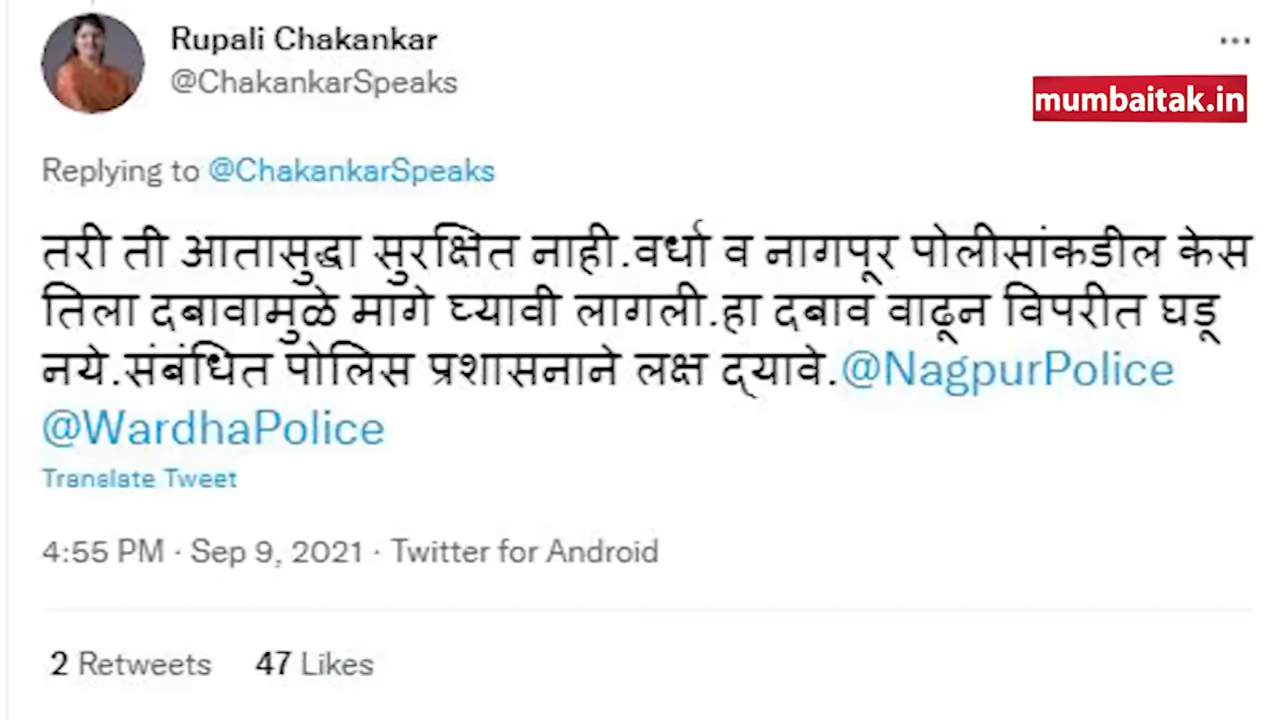 Rupali Chakankar
@ChakankarSpeaks
mumbaitak.in
Replying to @ChakankarSpeaks
तरी ती आतासुद्धा सुरक्षित नाही.वर्धा व नागपूर पोलीसांकडील केस
तिला दबावामुळे मागे घ्यावी लागली.हा दबाव वाढून विपरीत घडू
नये.संबंधित पोलिस प्रशासनाने लक्ष द्यावे.@NagpurPolice
@WardhaPolice
Translate Tweet
4:55 PM · Sep 9, 2021 · Twitter for Android
2 Retweets 47 Likes